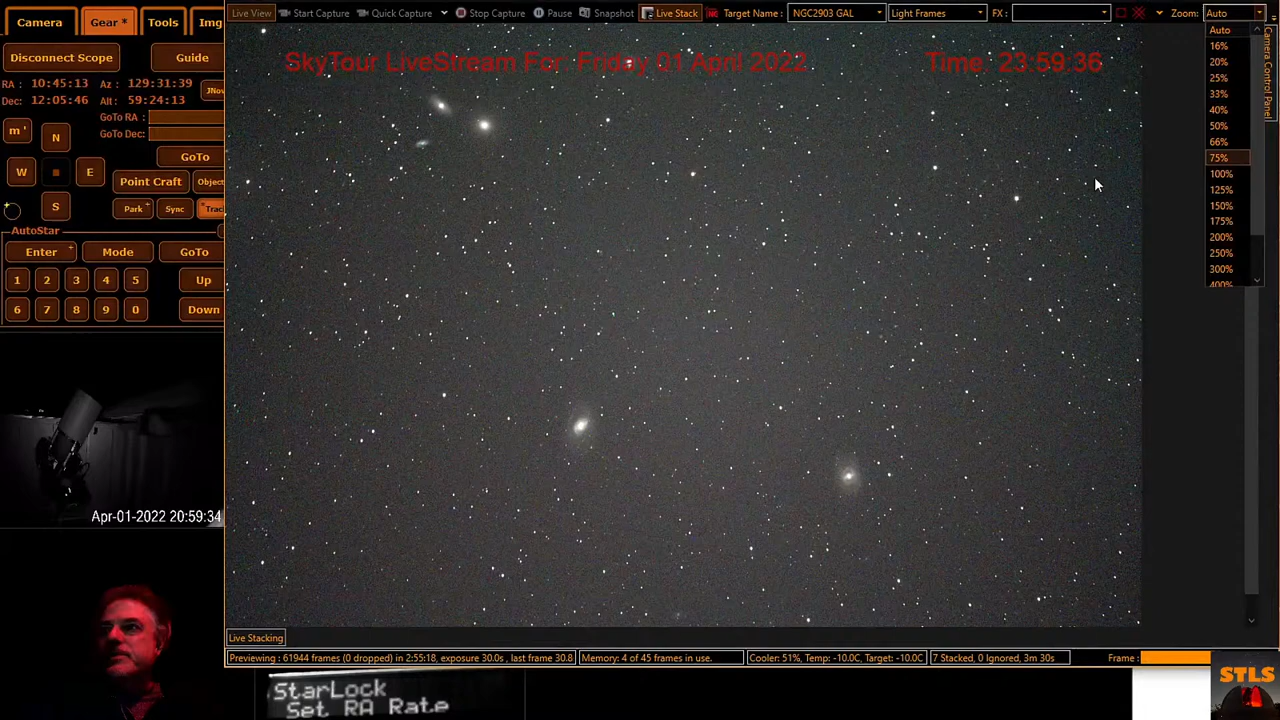 Camera Gear * Tools Img
Live View Start Capture Quick Capture Stop Capture Pause Snapshot Live Stack Target Name : NGC2903 GAL Light Frames FX : Zoom: Auto
Disconnect Scope Guide
RA : 10:45:13 Az : 129:31:39
Dec: 12:05:46 Alt : 59:24:13 JNow
GoTo RA :
GoTo Dec:
m ' N
GoTo
W E
Point Craft Object
S
Park Sync Trac
AutoStar
Enter Mode GoTo
1 2 3 4 5 Up
6 7 8 9 0 Down
SkyTour LiveStream For: Friday 01 April 2022 Time: 23:59:36
Auto
16%
20%
25%
33%
40%
50%
66%
75%
100%
125%
150%
175%
200%
250%
300%
400%
Camera Control Panel
Apr-01-2022 20:59:34
Live Stacking
Previewing : 61944 frames (0 dropped) in 2:55:18, exposure 30.0s , last frame 30.8
Memory: 4 of 45 frames in use.
Cooler: 51%, Temp: -10.0C, Target: -10.0C
7 Stacked, 0 Ignored, 3m 30s
Frame :
StarLock
Set RA Rate
STLS